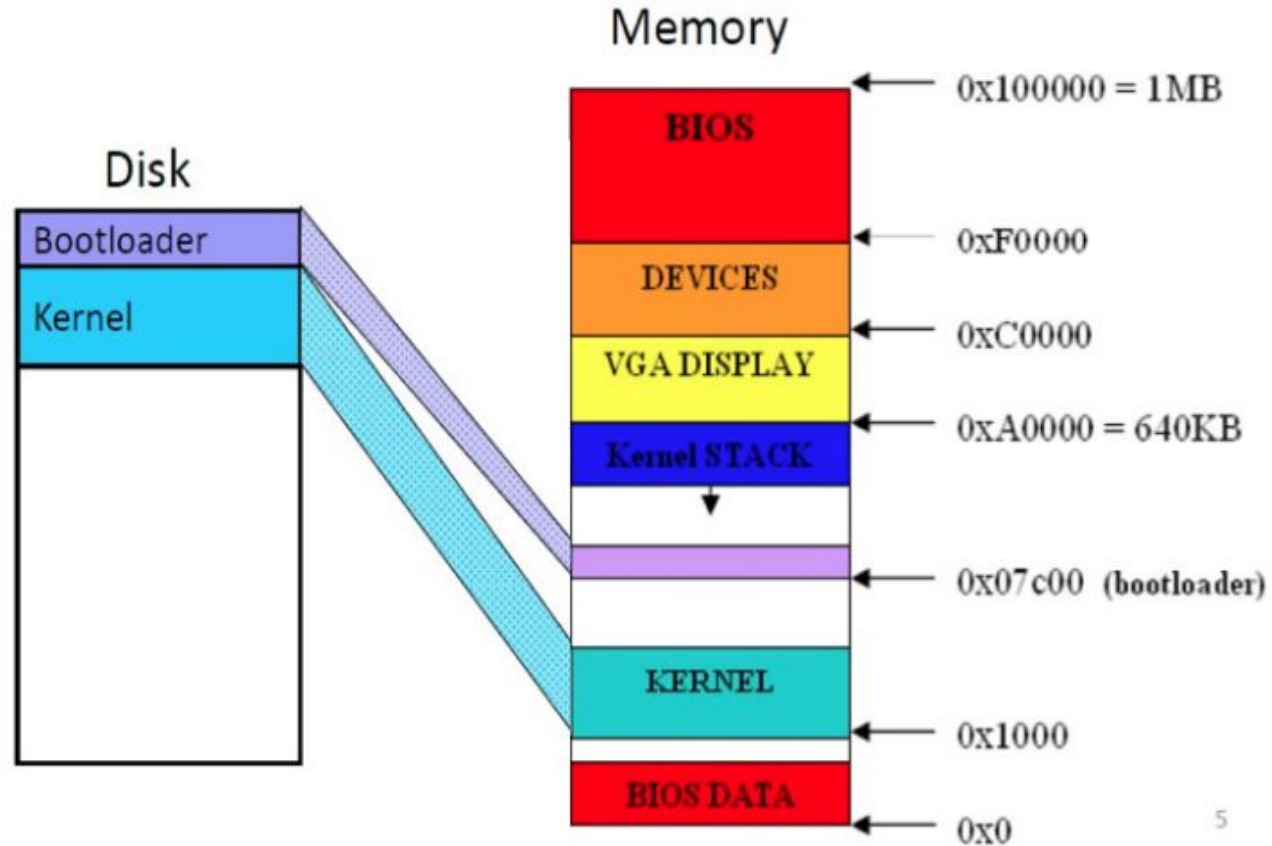 Memory
0x100000 = 1MB
BIOS
Disk
Bootloader
0xF0000
DEVICES
Kernel
0xC0000
VGA DISPLAY
0xA0000 = 640KB
Kernel STACK
0x07c00 (bootloader)
KERNEL
0x1000
BIOS DATA
0x0
5